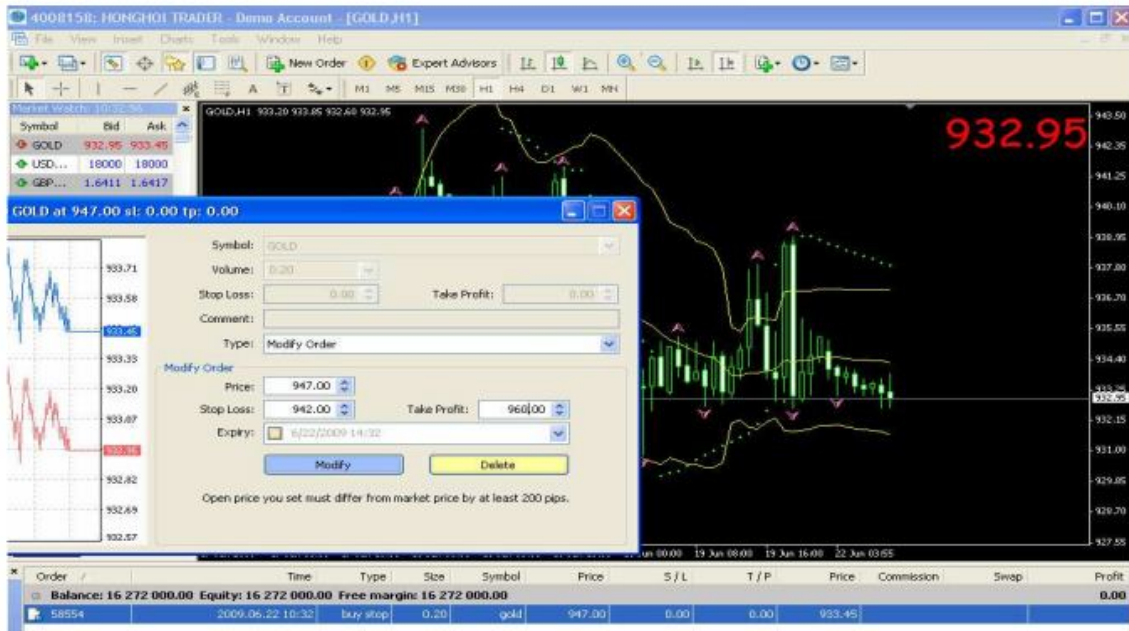 4008158: HONGHOI TRADER - Demo Account - [GOLD,H1]
File View Insert Charts Tools Window Help
New Order Expert Advisors
A T M1 M5 M15 M30 H1 H4 D1 W1 MN
Market Watch: 10:32:56
Symbol Bid Ask
GOLD 932.95 933.45
USD... 18000 18000
GBP... 1.6411 1.6417
GOLD,H1 933.20 933.85 932.60 932.95
932.95
943.50
942.35
941.25
940.10
938.95
937.80
936.70
935.55
934.40
933.25
932.95
932.15
931.00
929.85
928.70
927.55
GOLD at 947.00 sl: 0.00 tp: 0.00
933.71
933.58
933.45
933.33
933.20
933.07
932.95
932.82
932.69
932.57
Symbol: GOLD
Volume: 0.20
Stop Loss: 0.00 Take Profit: 0.00
Comment:
Type: Modify Order
Modify Order
Price: 947.00
Stop Loss: 942.00 Take Profit: 960.00
Expiry: 6/22/2009 14:32
Modify Delete
Open price you set must differ from market price by at least 200 pips.
Jun 00:00 19 Jun 08:00 19 Jun 16:00 22 Jun 03:55
Order / Time Type Size Symbol Price S / L T / P Price Commission Swap Profit
Balance: 16 272 000.00 Equity: 16 272 000.00 Free margin: 16 272 000.00 0.00
58554 2009.06.22 10:32 buy stop 0.20 gold 947.00 0.00 0.00 933.45